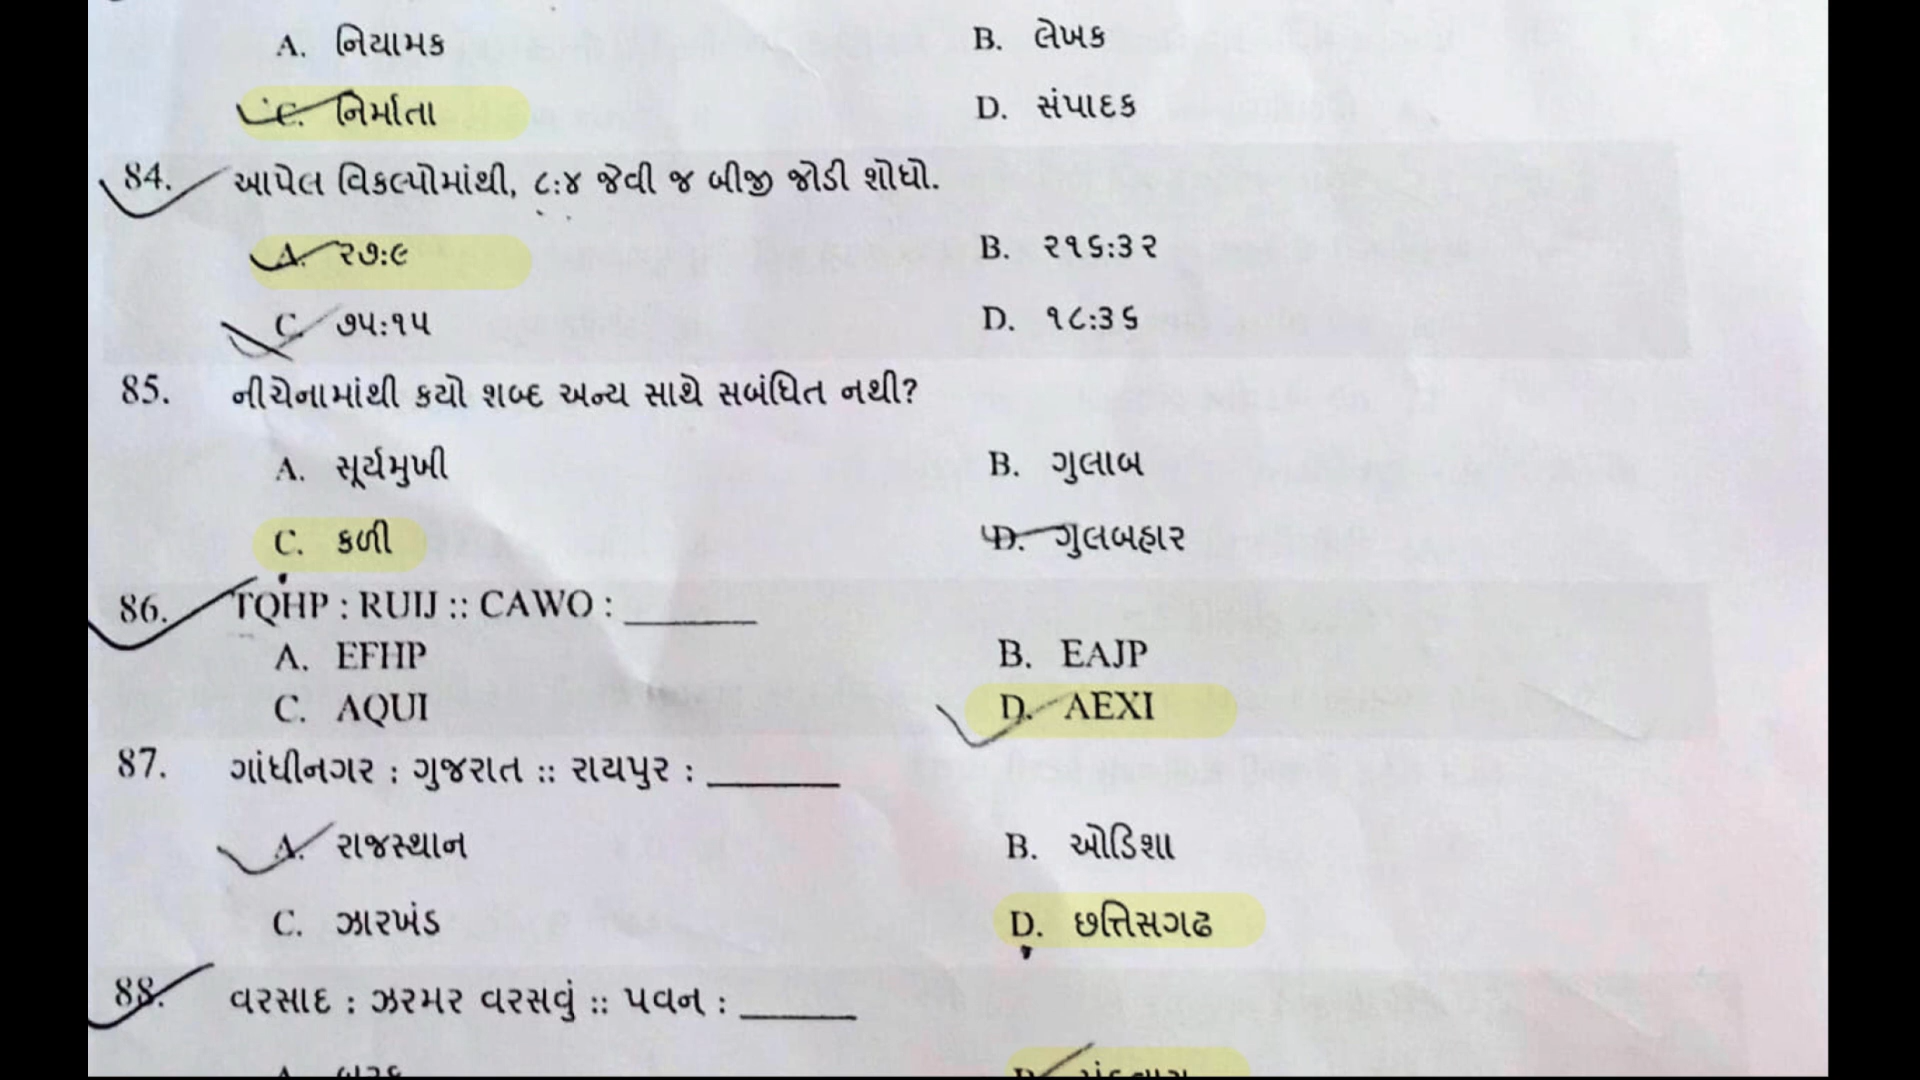 A. નિયામક B. લેખક
C. નિર્માતા D. સંપાદક
84. આપેલ વિકલ્પોમાંથી, ૮:૪ જેવી જ બીજી જોડી શોધો.
A. ૨૭:૯ B. ૨૧૬:૩૨
C. ૭૫:૧૫ D. ૧૮:૩૬
85. નીચેનામાંથી કયો શબ્દ અન્ય સાથે સબંધિત નથી?
A. સૂર્યમુખી B. ગુલાબ
C. કળી D. ગુલબહાર
86. TQHP : RUIJ :: CAWO : ______
A. EFHP B. EAJP
C. AQUI D. AEXI
87. ગાંધીનગર : ગુજરાત :: રાયપુર : ______
A. રાજસ્થાન B. ઓડિશા
C. ઝારખંડ D. છત્તિસગઢ
88. વરસાદ : ઝરમર વરસવું :: પવન : ______